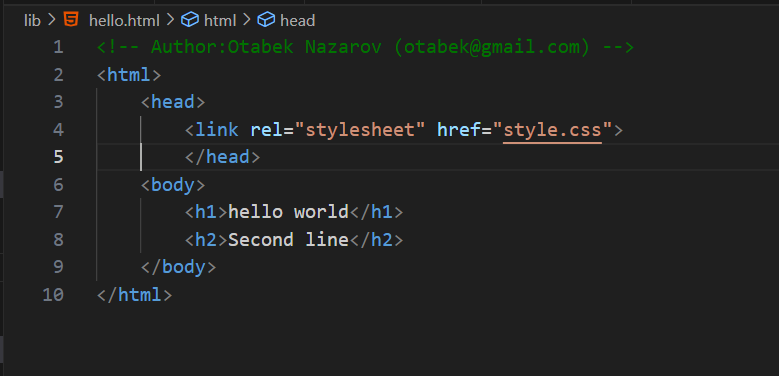 lib > hello.html > html > head
1 <!-- Author:Otabek Nazarov (otabek@gmail.com) -->
2 <html>
3     <head>
4         <link rel="stylesheet" href="style.css">
5         </head>
6     <body>
7         <h1>hello world</h1>
8         <h2>Second line</h2>
9     </body>
10 </html>